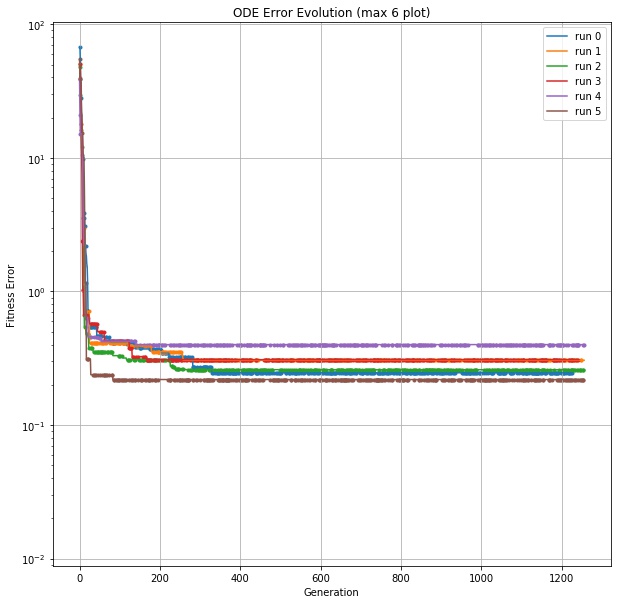 ODE Error Evolution (max 6 plot)
run 0
run 1
run 2
run 3
run 4
run 5
10²
10¹
10⁰
10⁻¹
10⁻²
Fitness Error
0 200 400 600 800 1000 1200
Generation